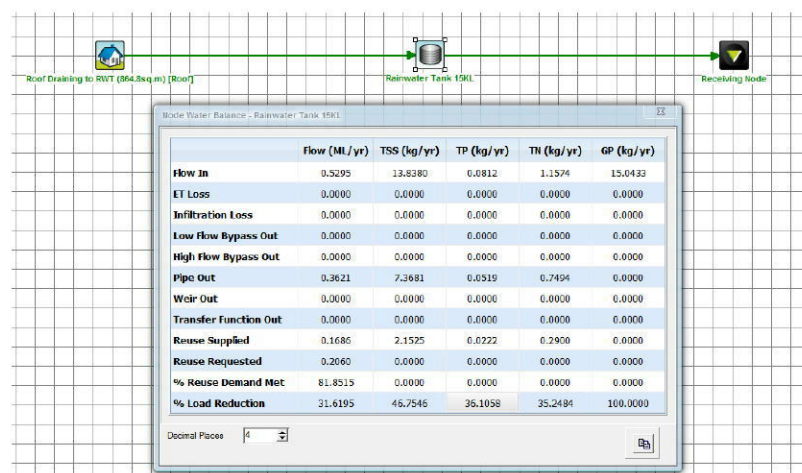 Roof Draining to RWT (864.8sq.m) [Roof]
Rainwater Tank 15KL
Receiving Node
Node Water Balance - Rainwater Tank 15KL
Flow (ML/yr) TSS (kg/yr) TP (kg/yr) TN (kg/yr) GP (kg/yr)
Flow In 0.5295 13.8380 0.0812 1.1574 15.0433
ET Loss 0.0000 0.0000 0.0000 0.0000 0.0000
Infiltration Loss 0.0000 0.0000 0.0000 0.0000 0.0000
Low Flow Bypass Out 0.0000 0.0000 0.0000 0.0000 0.0000
High Flow Bypass Out 0.0000 0.0000 0.0000 0.0000 0.0000
Pipe Out 0.3621 7.3681 0.0519 0.7494 0.0000
Weir Out 0.0000 0.0000 0.0000 0.0000 0.0000
Transfer Function Out 0.0000 0.0000 0.0000 0.0000 0.0000
Reuse Supplied 0.1686 2.1525 0.0222 0.2900 0.0000
Reuse Requested 0.2060 0.0000 0.0000 0.0000 0.0000
% Reuse Demand Met 81.8515 0.0000 0.0000 0.0000 0.0000
% Load Reduction 31.6195 46.7546 36.1058 35.2484 100.0000
Decimal Places 4